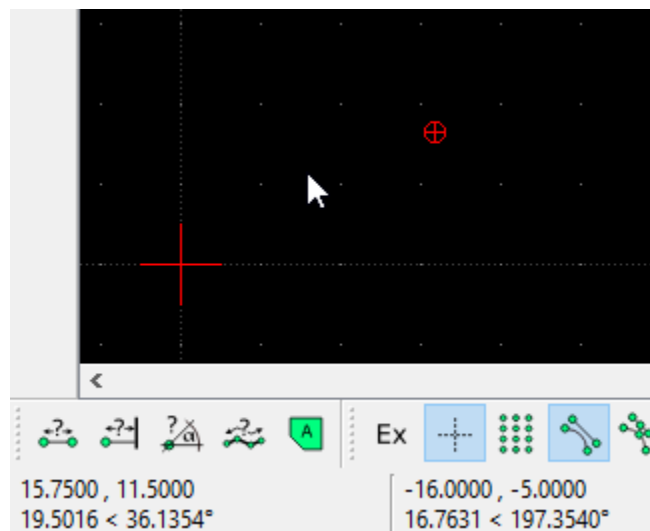 Ex
A
15.7500 , 11.5000
19.5016 < 36.1354°
-16.0000 , -5.0000
16.7631 < 197.3540°